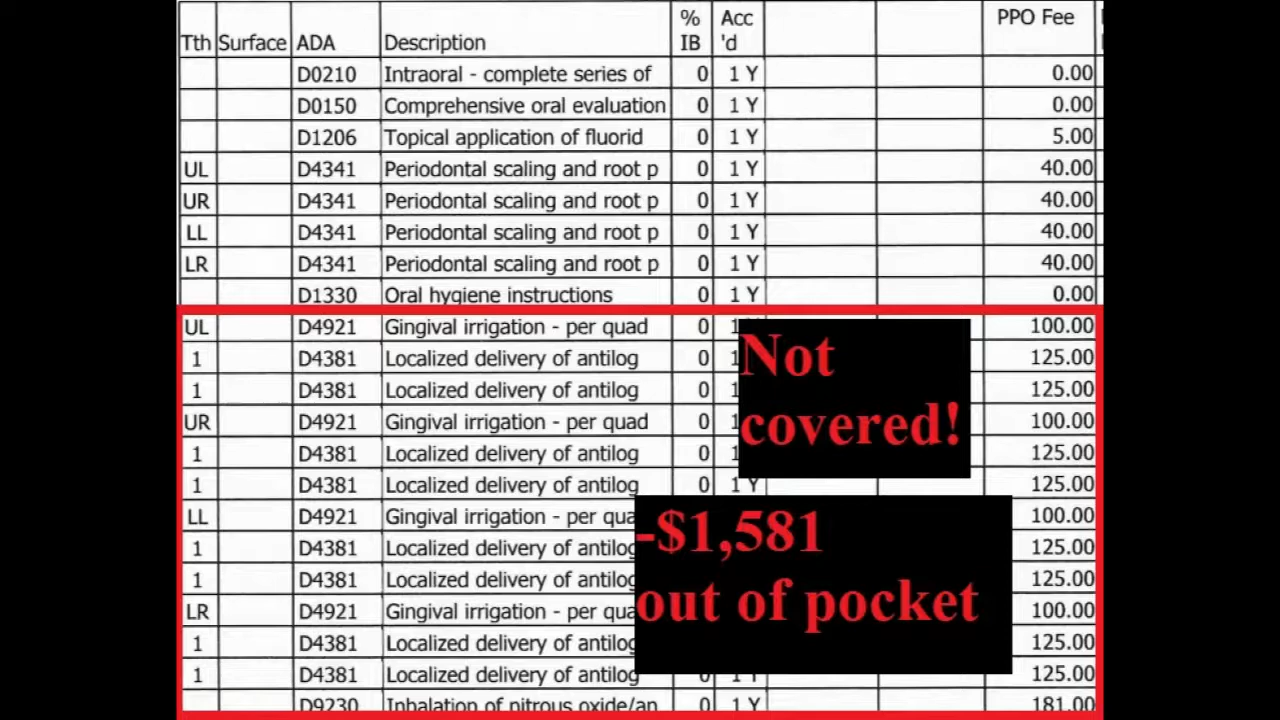 % Acc PPO Fee
Tth Surface ADA Description IB 'd
D0210 Intraoral - complete series of 0 1 Y 0.00
D0150 Comprehensive oral evaluation 0 1 Y 0.00
D1206 Topical application of fluorid 0 1 Y 5.00
UL D4341 Periodontal scaling and root p 0 1 Y 40.00
UR D4341 Periodontal scaling and root p 0 1 Y 40.00
LL D4341 Periodontal scaling and root p 0 1 Y 40.00
LR D4341 Periodontal scaling and root p 0 1 Y 40.00
D1330 Oral hygiene instructions 0 1 Y 0.00
UL D4921 Gingival irrigation - per quad 0 1 100.00
1 D4381 Localized delivery of antilog 0 1 125.00
Not
1 D4381 Localized delivery of antilog 0 1 125.00
UR D4921 Gingival irrigation - per quad 0 1 100.00
covered!
1 D4381 Localized delivery of antilog 0 1 125.00
1 D4381 Localized delivery of antilog 0 1 Y 125.00
LL D4921 Gingival irrigation - per qua 100.00
-$1,581
1 D4381 Localized delivery of antilog 125.00
1 D4381 Localized delivery of antilog 125.00
out of pocket
LR D4921 Gingival irrigation - per qua 100.00
1 D4381 Localized delivery of antilog 125.00
1 D4381 Localized delivery of antilog 125.00
D9230 Inhalation of nitrous oxide/an 0 1 Y 181.00